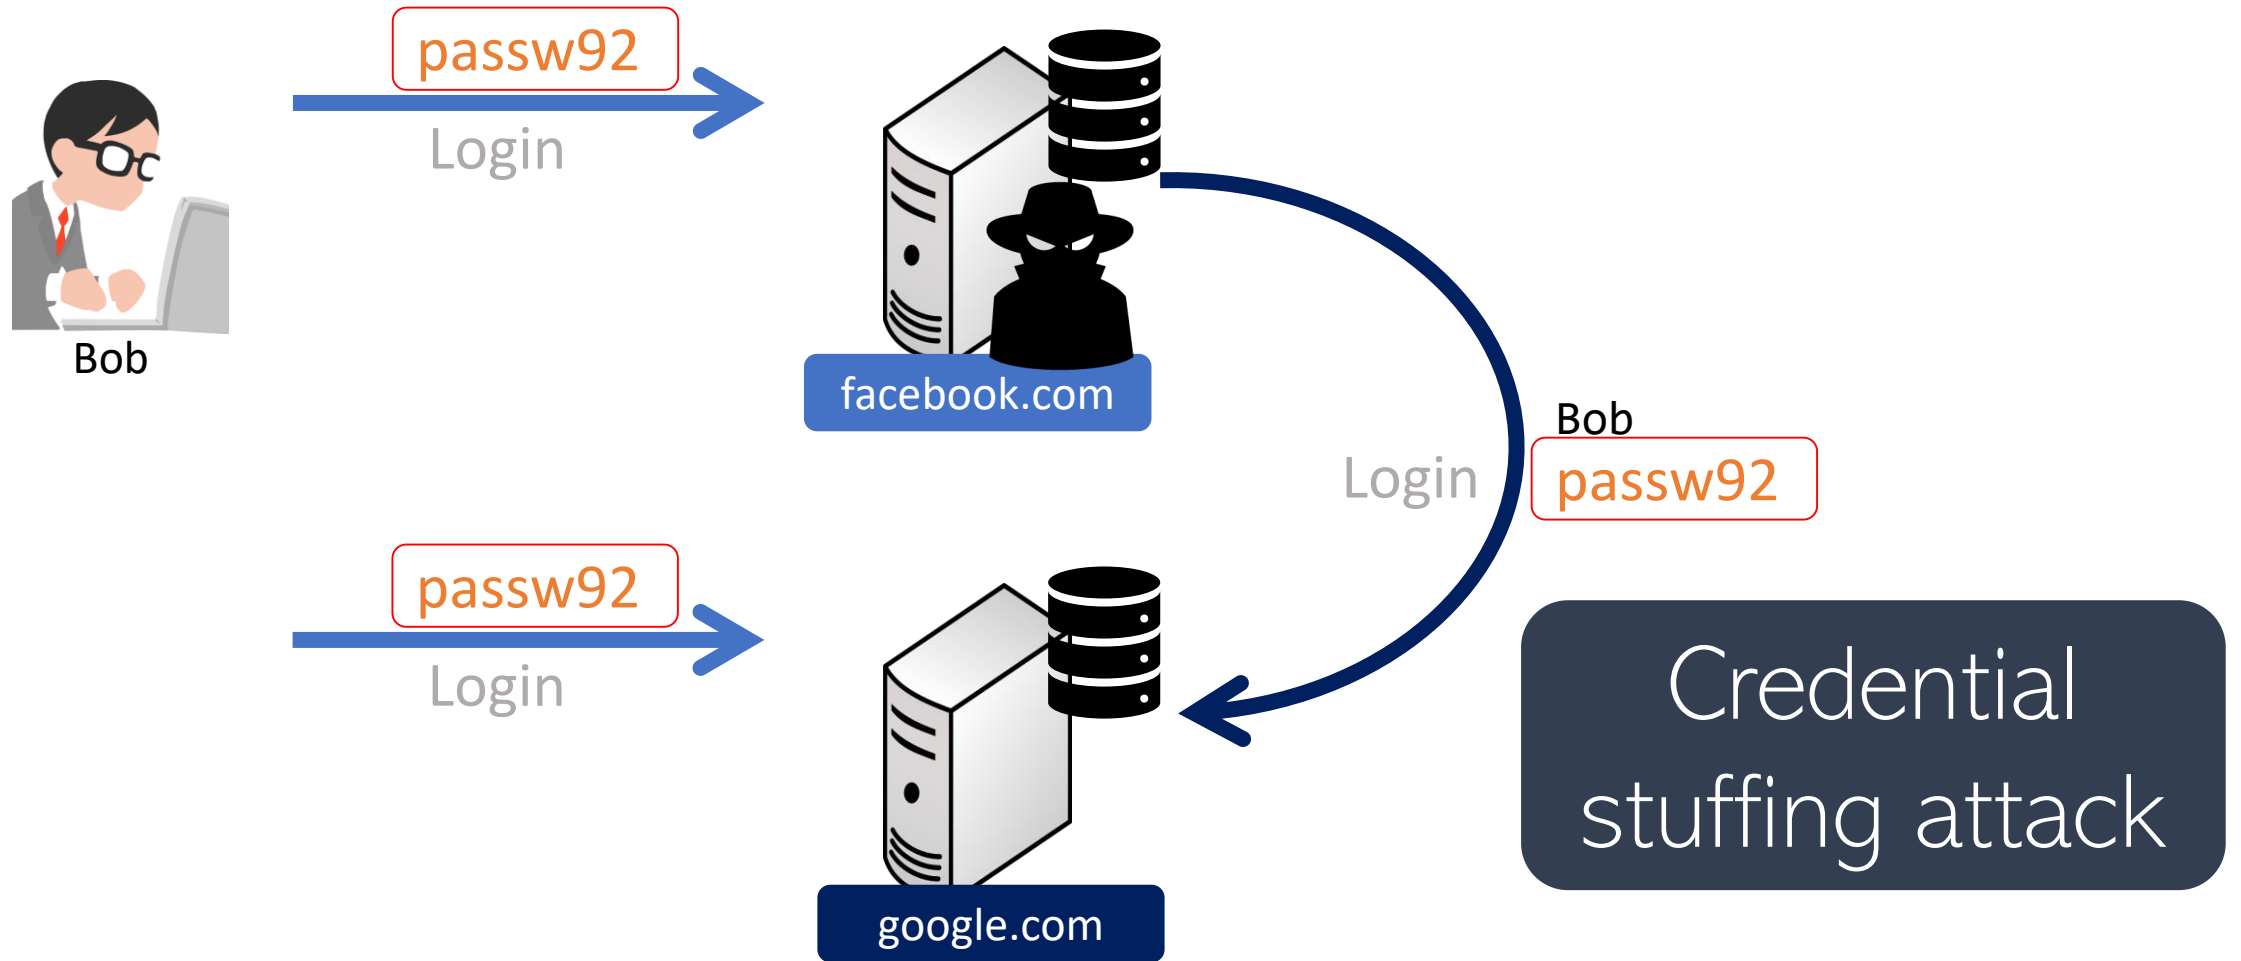 passw92
Login
Bob
facebook.com
Bob
Login
passw92
passw92
Login
google.com
Credential
stuffing attack